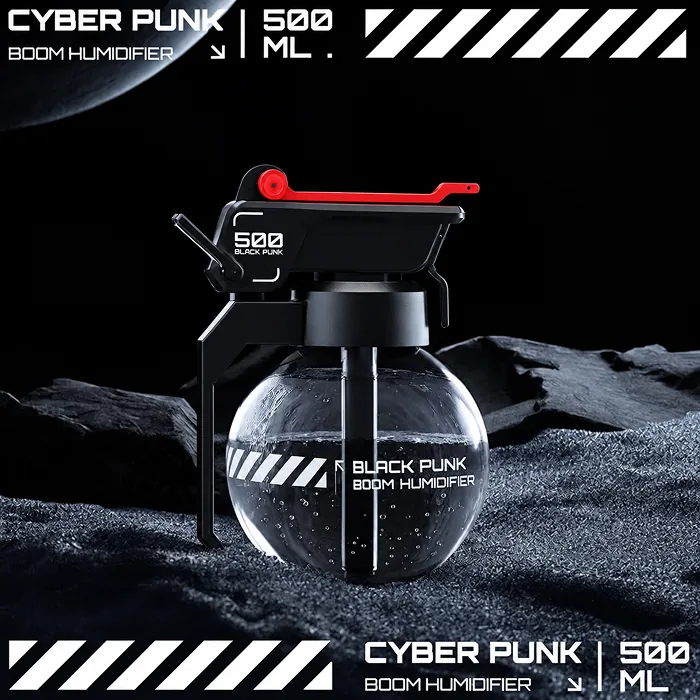 CYBER PUNK
BOOM HUMIDIFIER
500
ML .
500
BLACK PUNK
BLACK PUNK
BOOM HUMIDIFIER
CYBER PUNK
BOOM HUMIDIFIER
500
ML .